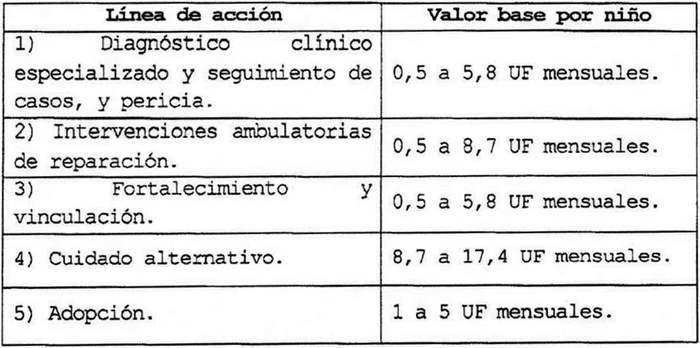 Línea de acción
Valor base por niño
1) Diagnóstico clínico
especializado y seguimiento de
casos, y pericia.
0,5 a 5,8 UF mensuales.
2) Intervenciones ambulatorias
de reparación.
0,5 a 8,7 UF mensuales.
3) Fortalecimiento y
vinculación.
0,5 a 5,8 UF mensuales.
4) Cuidado alternativo.
8,7 a 17,4 UF mensuales.
5) Adopción.
1 a 5 UF mensuales.